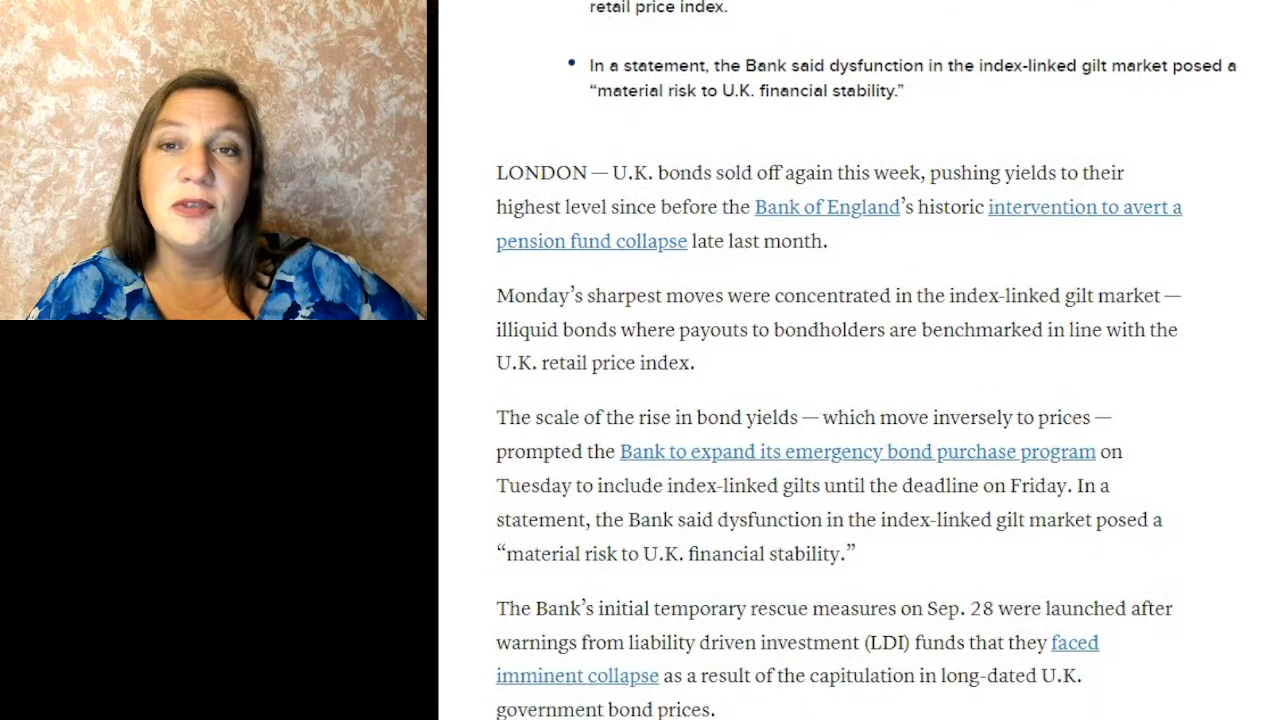 retail price index.
In a statement, the Bank said dysfunction in the index-linked gilt market posed a
“material risk to U.K. financial stability.”
LONDON — U.K. bonds sold off again this week, pushing yields to their
highest level since before the Bank of England’s historic intervention to avert a
pension fund collapse late last month.
Monday’s sharpest moves were concentrated in the index-linked gilt market —
illiquid bonds where payouts to bondholders are benchmarked in line with the
U.K. retail price index.
The scale of the rise in bond yields — which move inversely to prices —
prompted the Bank to expand its emergency bond purchase program on
Tuesday to include index-linked gilts until the deadline on Friday. In a
statement, the Bank said dysfunction in the index-linked gilt market posed a
“material risk to U.K. financial stability.”
The Bank’s initial temporary rescue measures on Sep. 28 were launched after
warnings from liability driven investment (LDI) funds that they faced
imminent collapse as a result of the capitulation in long-dated U.K.
government bond prices.